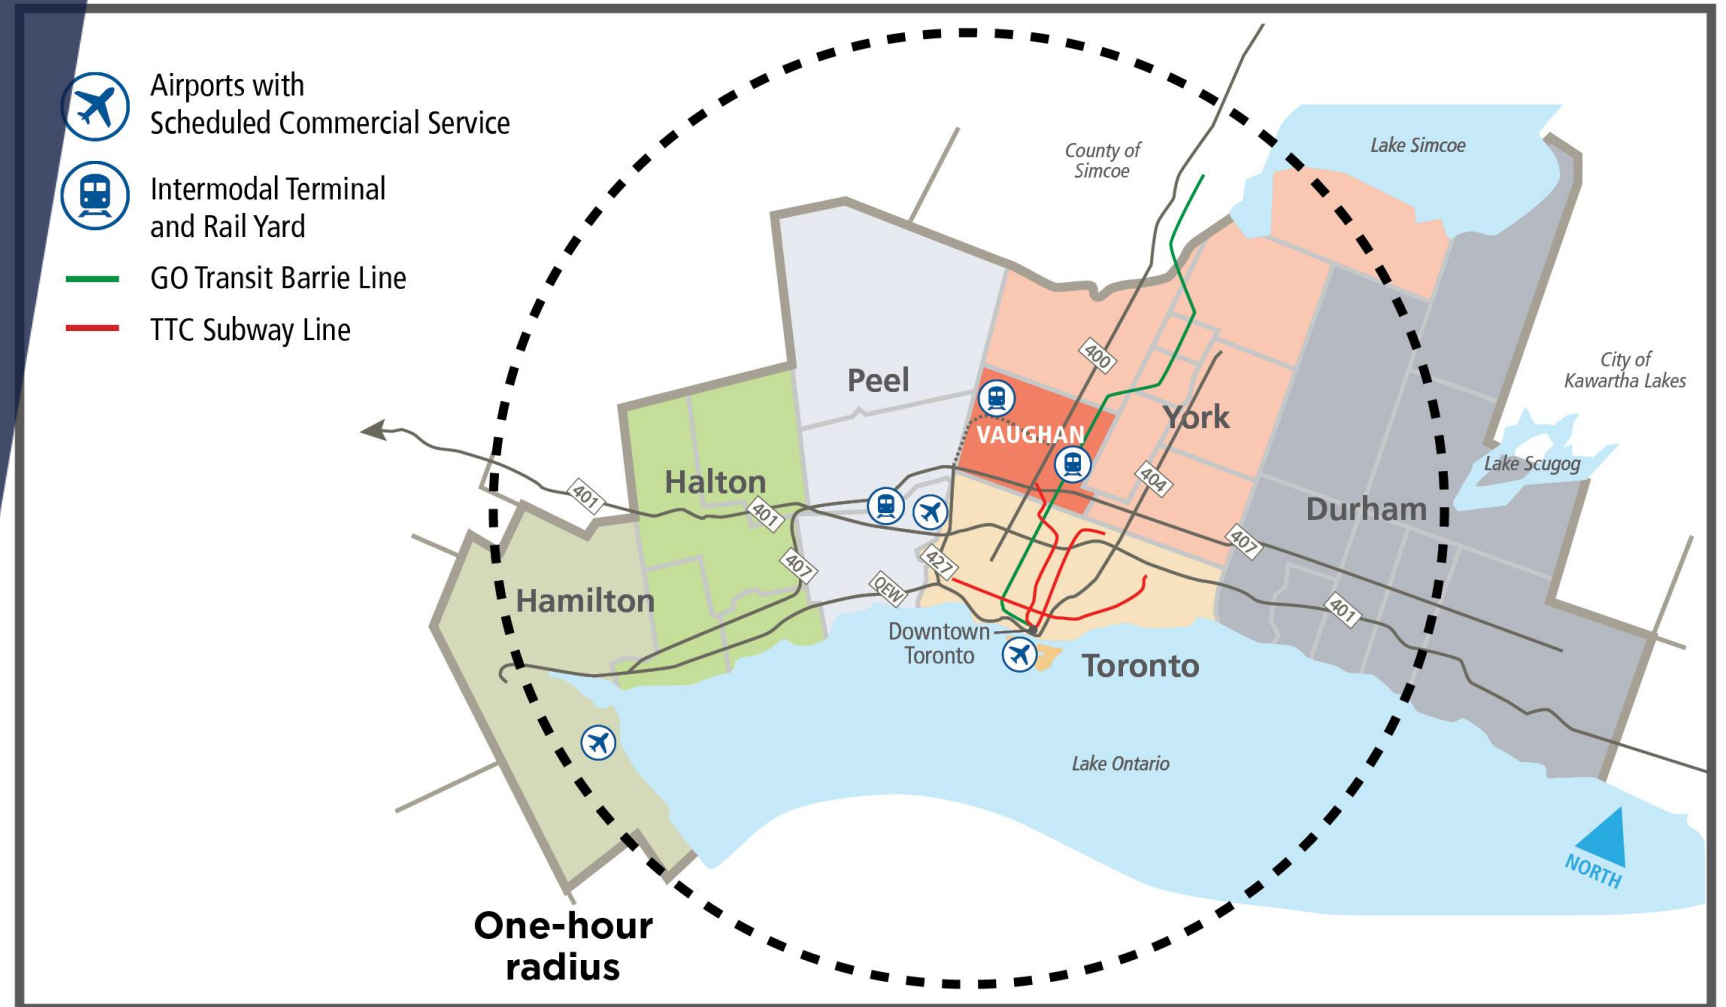 Airports with
Scheduled Commercial Service
Intermodal Terminal
and Rail Yard
GO Transit Barrie Line
TTC Subway Line
County of
Simcoe
Lake Simcoe
400
City of
Kawartha Lakes
Peel
York
VAUGHAN
Lake Scugog
404
Halton
401
401
Durham
407
427
407
QEW
Hamilton
401
Downtown
Toronto
Toronto
Lake Ontario
NORTH
One-hour
radius